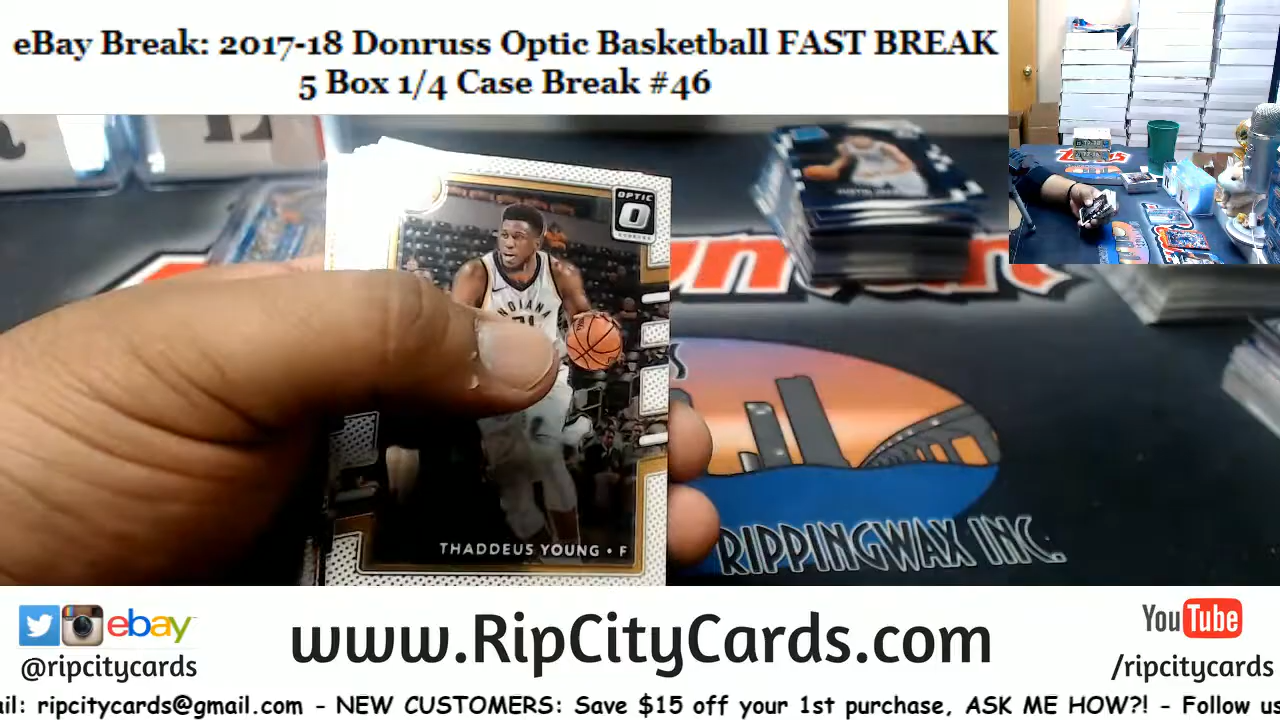 eBay Break: 2017-18 Donruss Optic Basketball FAST BREAK
5 Box 1/4 Case Break #46
OPTIC
INDIANA
THADDEUS YOUNG • F
RIPPINGWAX INC.
ebay
@ripcitycards
www.RipCityCards.com
YouTube
/ripcitycards
ail: ripcitycards@gmail.com - NEW CUSTOMERS: Save $15 off your 1st purchase, ASK ME HOW?! - Follow us